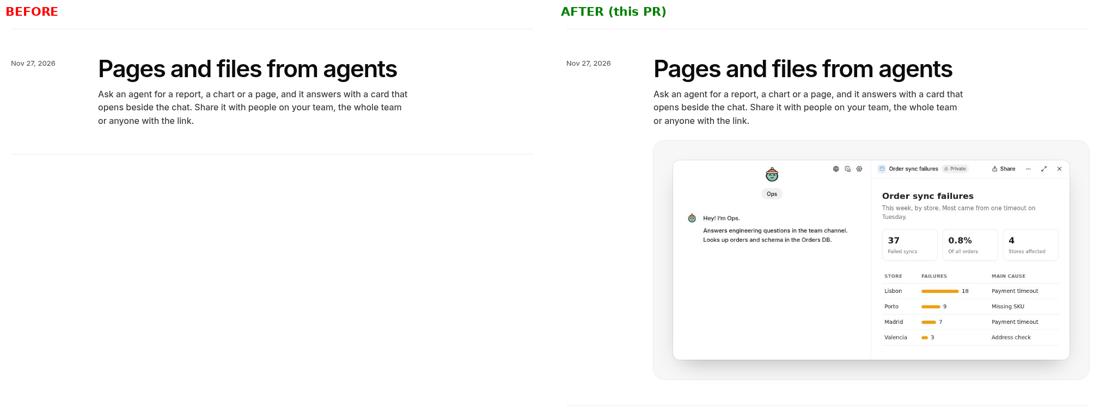 BEFORE
Nov 27, 2026
Pages and files from agents
Ask an agent for a report, a chart or a page, and it answers with a card that
opens beside the chat. Share it with people on your team, the whole team
or anyone with the link.
AFTER (this PR)
Nov 27, 2026
Pages and files from agents
Ask an agent for a report, a chart or a page, and it answers with a card that
opens beside the chat. Share it with people on your team, the whole team
or anyone with the link.
Ops
Hey! I'm Ops.
Answers engineering questions in the team channel.
Looks up orders and schema in the Orders DB.
Order sync failures Private Share
Order sync failures
This week, by store. Most came from one timeout on
Tuesday.
37 0.8% 4
Failed syncs Of all orders Stores affected
STORE FAILURES MAIN CAUSE
Lisbon 18 Payment timeout
Porto 9 Missing SKU
Madrid 7 Payment timeout
Valencia 3 Address check